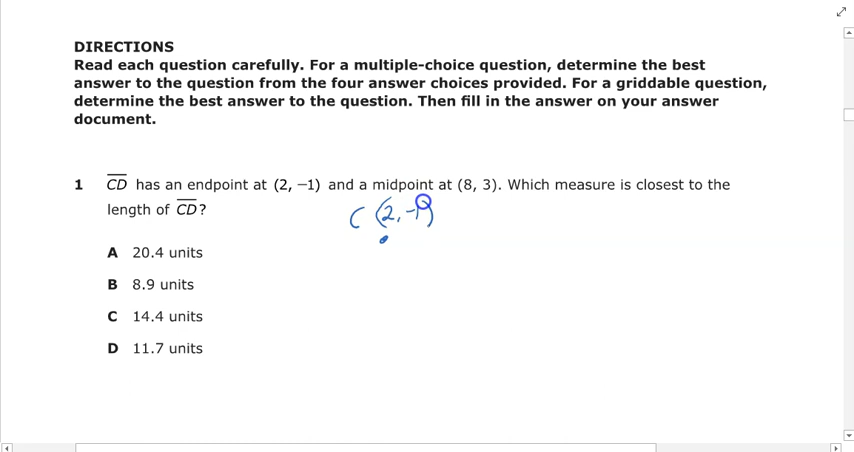 DIRECTIONS
Read each question carefully. For a multiple-choice question, determine the best
answer to the question from the four answer choices provided. For a griddable question,
determine the best answer to the question. Then fill in the answer on your answer
document.
1 CD has an endpoint at (2, −1) and a midpoint at (8, 3). Which measure is closest to the
length of CD?
C (2, -1)
A 20.4 units
B 8.9 units
C 14.4 units
D 11.7 units